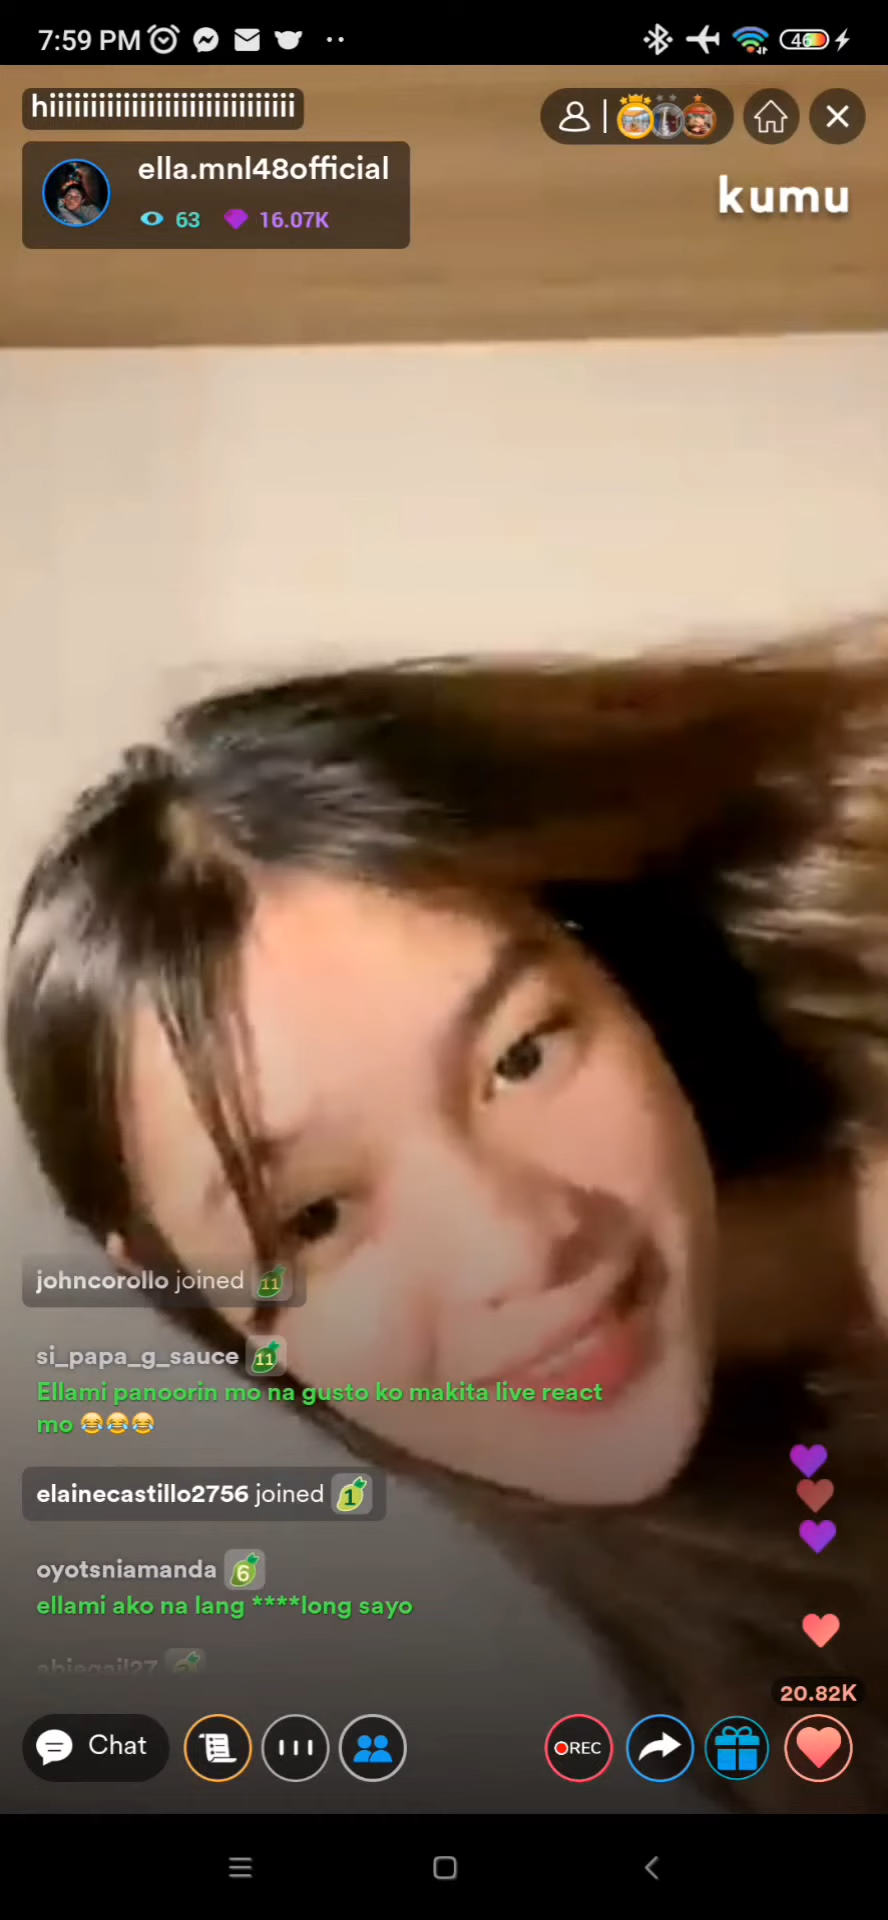 7:59 PM
46
hiiiiiiiiiiiiiiiiiiiiiiiiiiiii
ella.mnl48official
63 16.07K
kumu
johncorollo joined 11
si_papa_g_sauce 11
Ellami panoorin mo na gusto ko makita live react
mo 😂😂😂
elainecastillo2756 joined 1
oyotsniamanda 6
ellami ako na lang ****long sayo
abiegail27
20.82K
Chat
REC